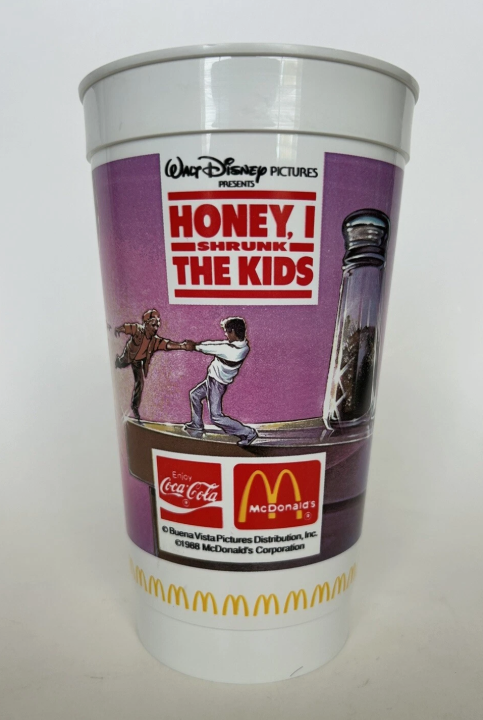 Walt Disney PICTURES
PRESENTS
HONEY, I
SHRUNK
THE KIDS
Enjoy
Coca-Cola
®
McDonald's
®
© Buena Vista Pictures Distribution, Inc.
©1988 McDonald's Corporation